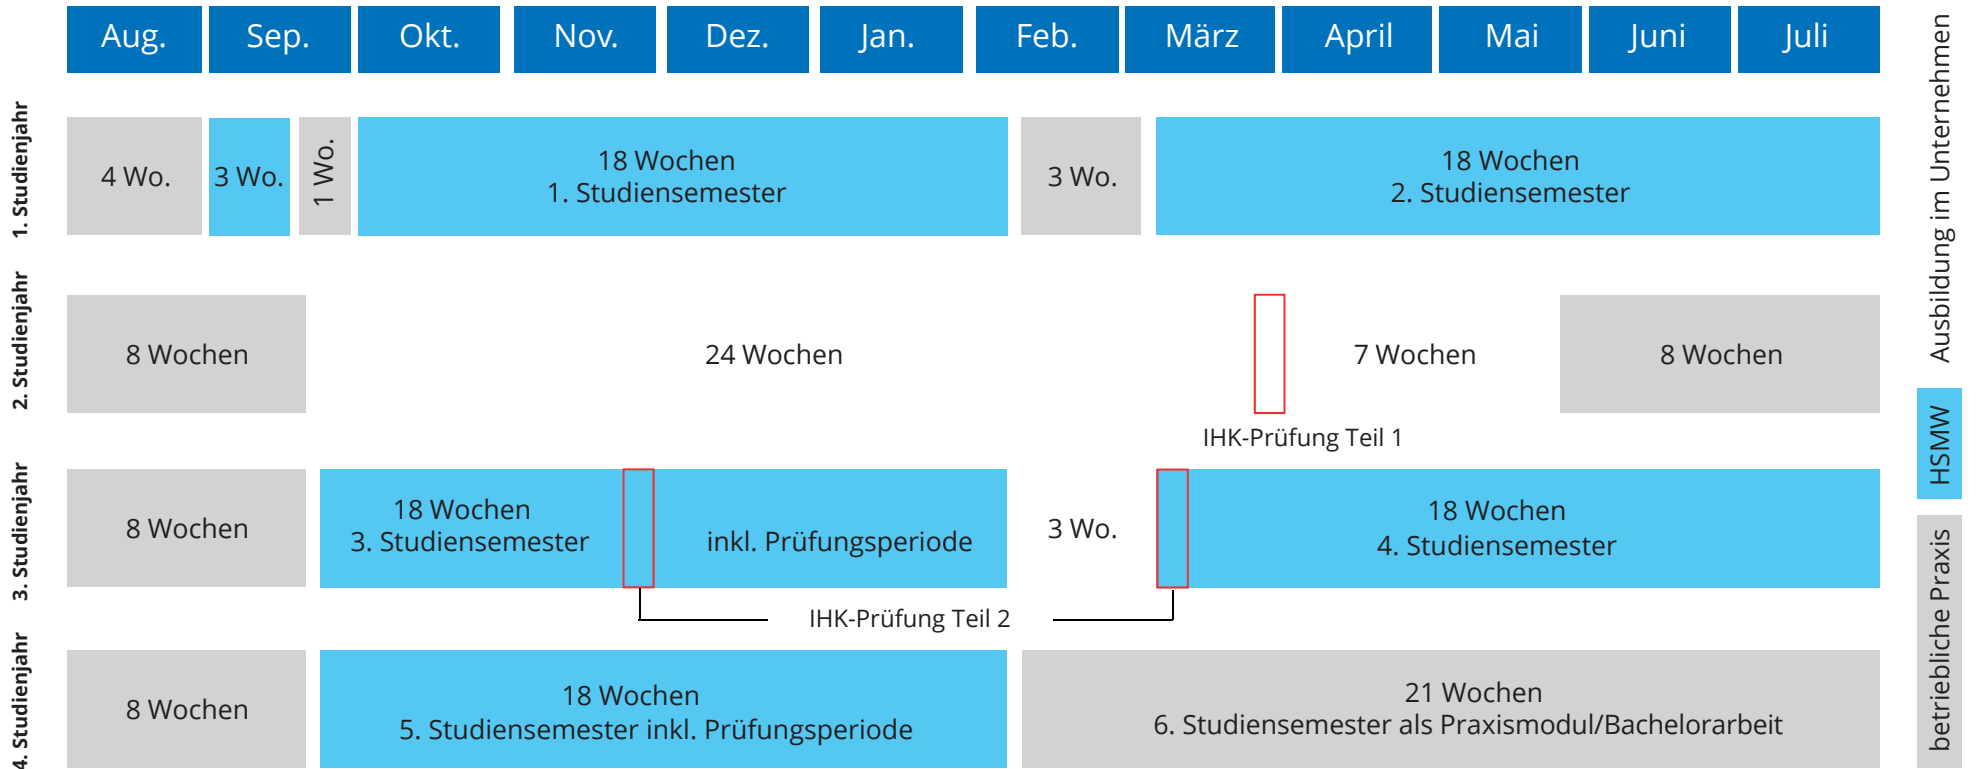 Aug. Sep. Okt. Nov. Dez. Jan. Feb. März April Mai Juni Juli
1. Studienjahr
4 Wo.
3 Wo.
1 Wo.
18 Wochen
1. Studiensemester
3 Wo.
18 Wochen
2. Studiensemester
2. Studienjahr
8 Wochen
24 Wochen
7 Wochen
8 Wochen
IHK-Prüfung Teil 1
3. Studienjahr
8 Wochen
18 Wochen
3. Studiensemester
inkl. Prüfungsperiode
3 Wo.
18 Wochen
4. Studiensemester
IHK-Prüfung Teil 2
4. Studienjahr
8 Wochen
18 Wochen
5. Studiensemester inkl. Prüfungsperiode
21 Wochen
6. Studiensemester als Praxismodul/Bachelorarbeit
Ausbildung im Unternehmen
HSMW
betriebliche Praxis